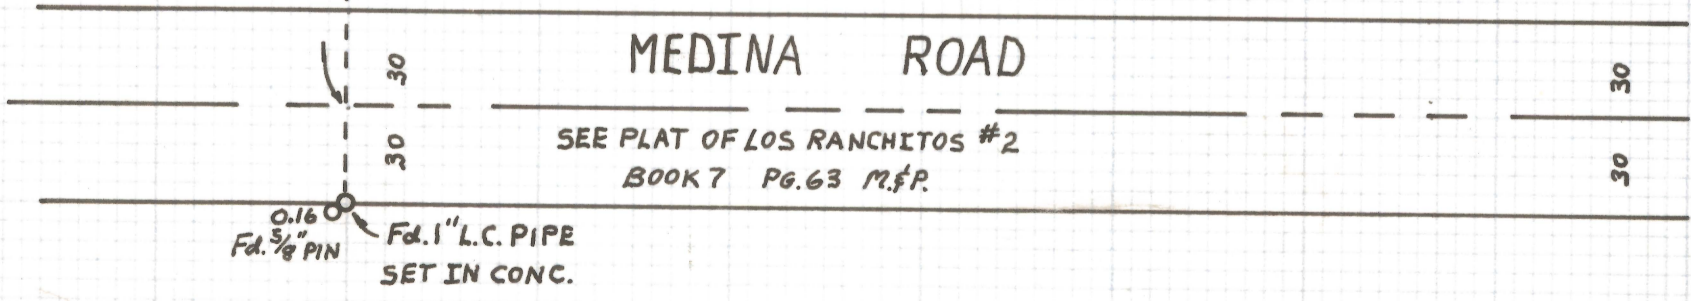 MEDINA ROAD
30
30
30
30
SEE PLAT OF LOS RANCHITOS #2
BOOK 7 PG. 63 M.&P.
0.16
Fd. 5/8" PIN
Fd. 1" L.C. PIPE
SET IN CONC.